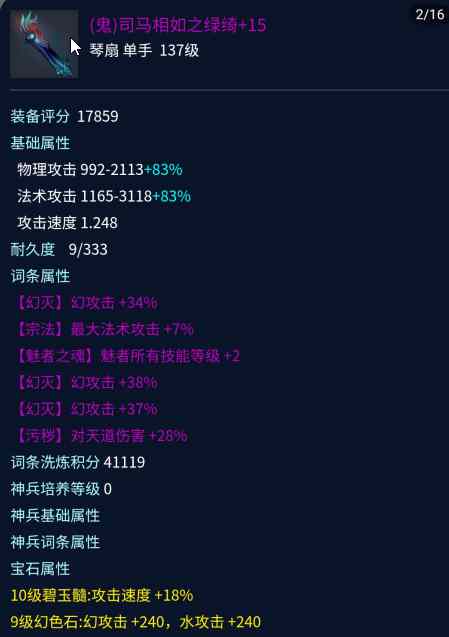 2/16
(鬼)司马相如之绿绮+15
琴扇 单手 137级
装备评分 17859
基础属性
物理攻击 992-2113+83%
法术攻击 1165-3118+83%
攻击速度 1.248
耐久度 9/333
词条属性
【幻灭】幻攻击 +34%
【宗法】最大法术攻击 +7%
【魅者之魂】魅者所有技能等级 +2
【幻灭】幻攻击 +38%
【幻灭】幻攻击 +37%
【污秽】对天道伤害 +28%
词条洗炼积分 41119
神兵培养等级 0
神兵基础属性
神兵词条属性
宝石属性
10级碧玉髓:攻击速度 +18%
9级幻色石:幻攻击 +240，水攻击 +240